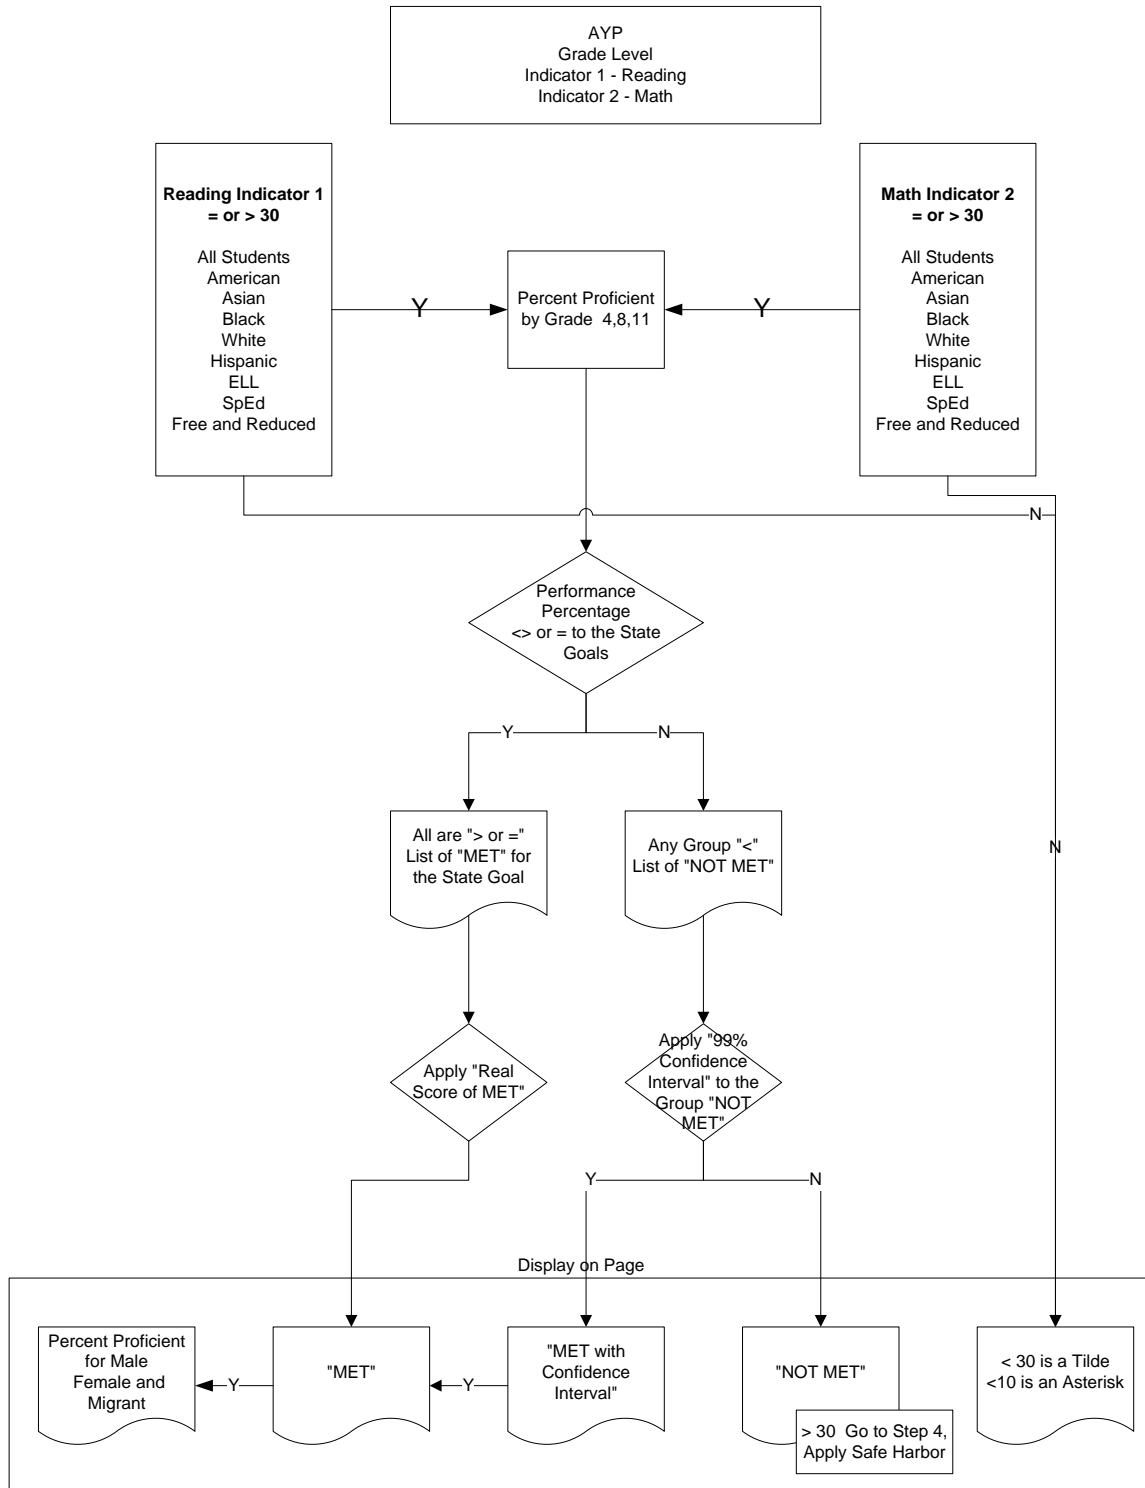 AYP
Grade Level
Indicator 1 - Reading
Indicator 2 - Math
Reading Indicator 1
= or > 30
All Students
American
Asian
Black
White
Hispanic
ELL
SpEd
Free and Reduced
Y
Percent Proficient
by Grade 4,8,11
Y
Math Indicator 2
= or > 30
All Students
American
Asian
Black
White
Hispanic
ELL
SpEd
Free and Reduced
N
Performance
Percentage
<> or = to the State
Goals
Y
N
All are "> or ="
List of "MET" for
the State Goal
Any Group "<"
List of "NOT MET"
N
Apply "Real
Score of MET"
Apply "99%
Confidence
Interval" to the
Group "NOT
MET"
Y
N
Display on Page
Percent Proficient
for Male
Female and
Migrant
Y
"MET"
Y
"MET with
Confidence
Interval"
"NOT MET"
> 30 Go to Step 4,
Apply Safe Harbor
< 30 is a Tilde
<10 is an Asterisk